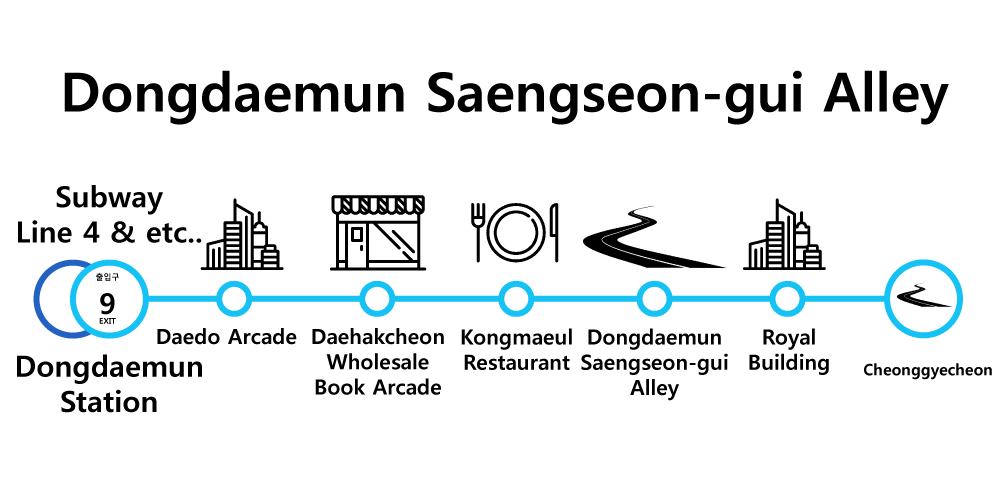 Dongdaemun Saengseon-gui Alley
Subway
Line 4 & etc..
출입구
9
EXIT
Dongdaemun
Station
Daedo Arcade
Daehakcheon
Wholesale
Book Arcade
Kongmaeul
Restaurant
Dongdaemun
Saengseon-gui
Alley
Royal
Building
Cheonggyecheon